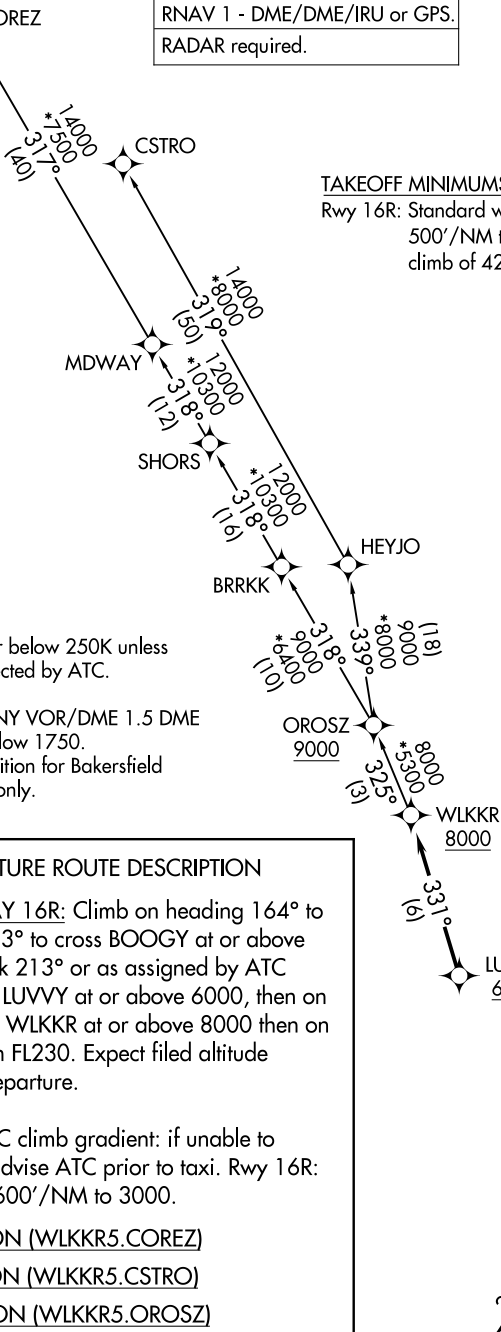 OREZ
RNAV 1 - DME/DME/IRU or GPS.
RADAR required.
14000
*7500
317°
(40)
CSTRO
TAKEOFF MINIMUMS
Rwy 16R: Standard w
500'/NM t
climb of 42
14000
*8000
319°
(50)
MDWAY
12000
*10300
318°
(12)
SHORS
12000
*10300
318°
(16)
HEYJO
BRRKK
9000
*6400
318°
(10)
(18)
9000
*8000
339°
r below 250K unless
ected by ATC.
NY VOR/DME 1.5 DME
low 1750.
ition for Bakersfield
only.
OROSZ
9000
8000
*5300
325°
(3)
WLKKR
8000
331°
(6)
LU
6
TURE ROUTE DESCRIPTION
AY 16R: Climb on heading 164° to
3° to cross BOOGY at or above
k 213° or as assigned by ATC
LUVVY at or above 6000, then on
WLKKR at or above 8000 then on
n FL230. Expect filed altitude
eparture.
C climb gradient: if unable to
dvise ATC prior to taxi. Rwy 16R:
600'/NM to 3000.
ON (WLKKR5.COREZ)
ON (WLKKR5.CSTRO)
ON (WLKKR5.OROSZ)